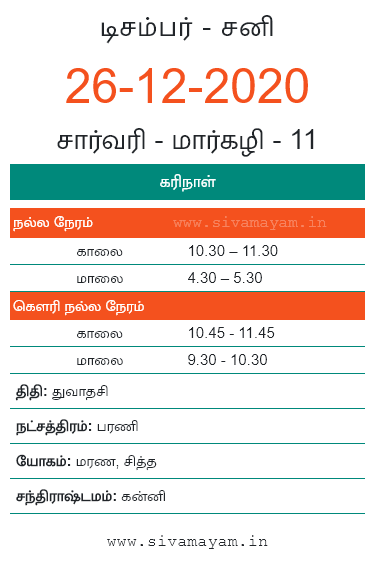 டிசம்பர் - சனி
26-12-2020
சார்வரி - மார்கழி - 11
கரிநாள்
நல்ல நேரம் www.sivamayam.in
காலை 10.30 – 11.30
மாலை 4.30 – 5.30
கௌரி நல்ல நேரம்
காலை 10.45 - 11.45
மாலை 9.30 - 10.30
திதி: துவாதசி
நட்சத்திரம்: பரணி
யோகம்: மரண, சித்த
சந்திராஷ்டமம்: கன்னி
www.sivamayam.in